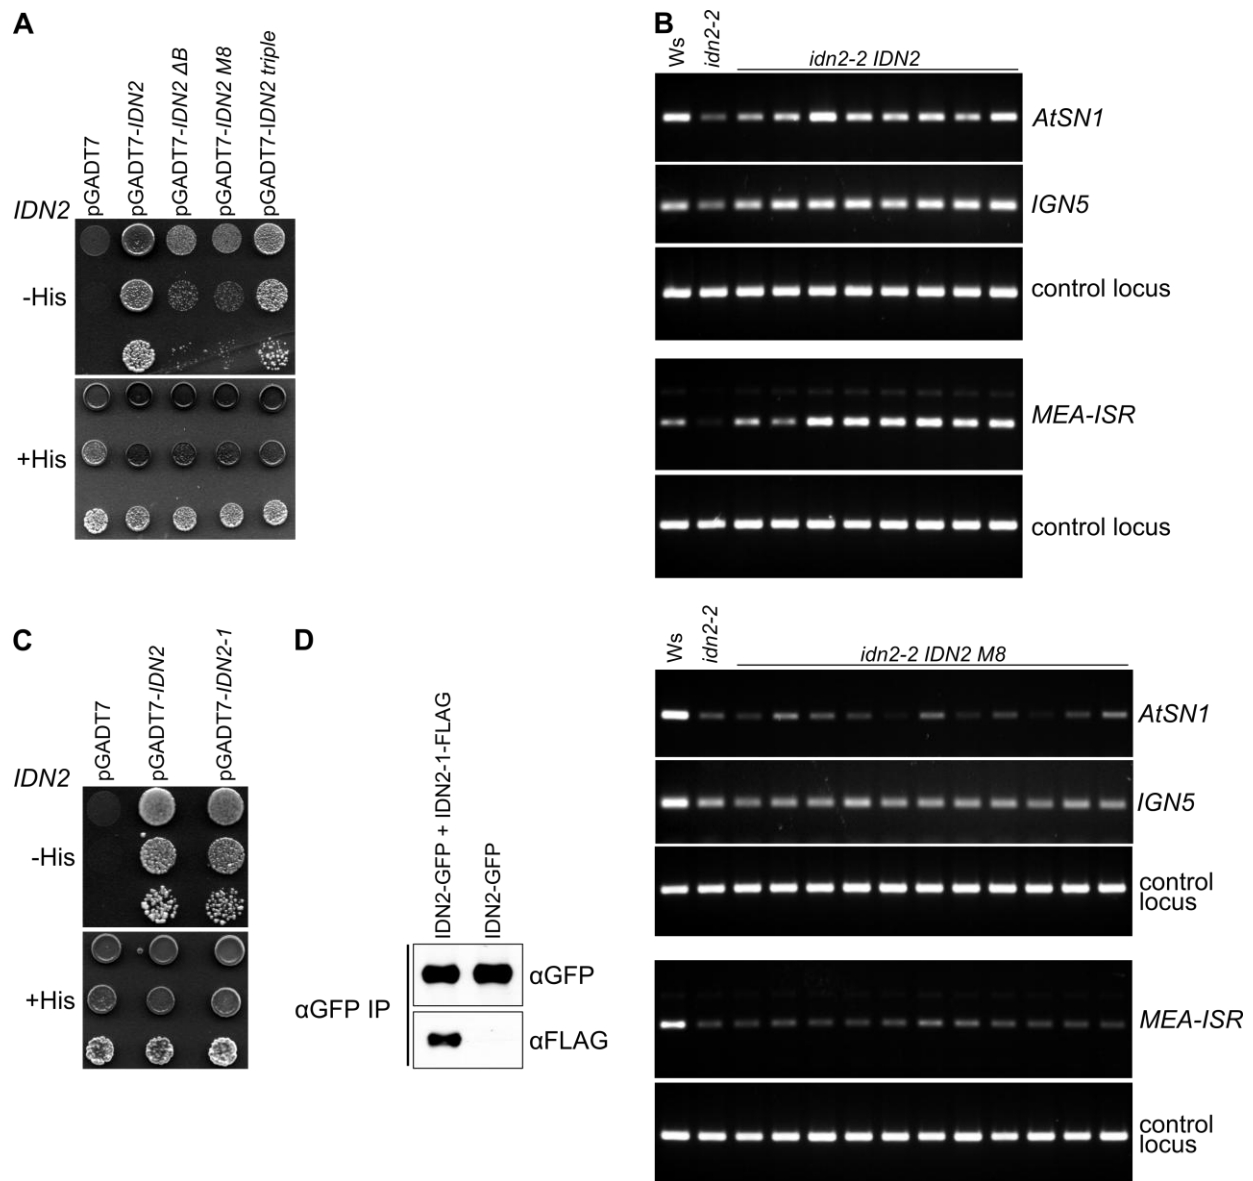 A
IDN2
pGADT7
pGADT7-IDN2
pGADT7-IDN2 ΔB
pGADT7-IDN2 M8
pGADT7-IDN2 triple
-His
+His
B
Ws
idn2-2
idn2-2 IDN2
AtSN1
IGN5
control locus
MEA-ISR
control locus
Ws
idn2-2
idn2-2 IDN2 M8
AtSN1
IGN5
control
locus
MEA-ISR
control
locus
C
IDN2
pGADT7
pGADT7-IDN2
pGADT7-IDN2-1
-His
+His
D
IDN2-GFP + IDN2-1-FLAG
IDN2-GFP
αGFP IP
αGFP
αFLAG